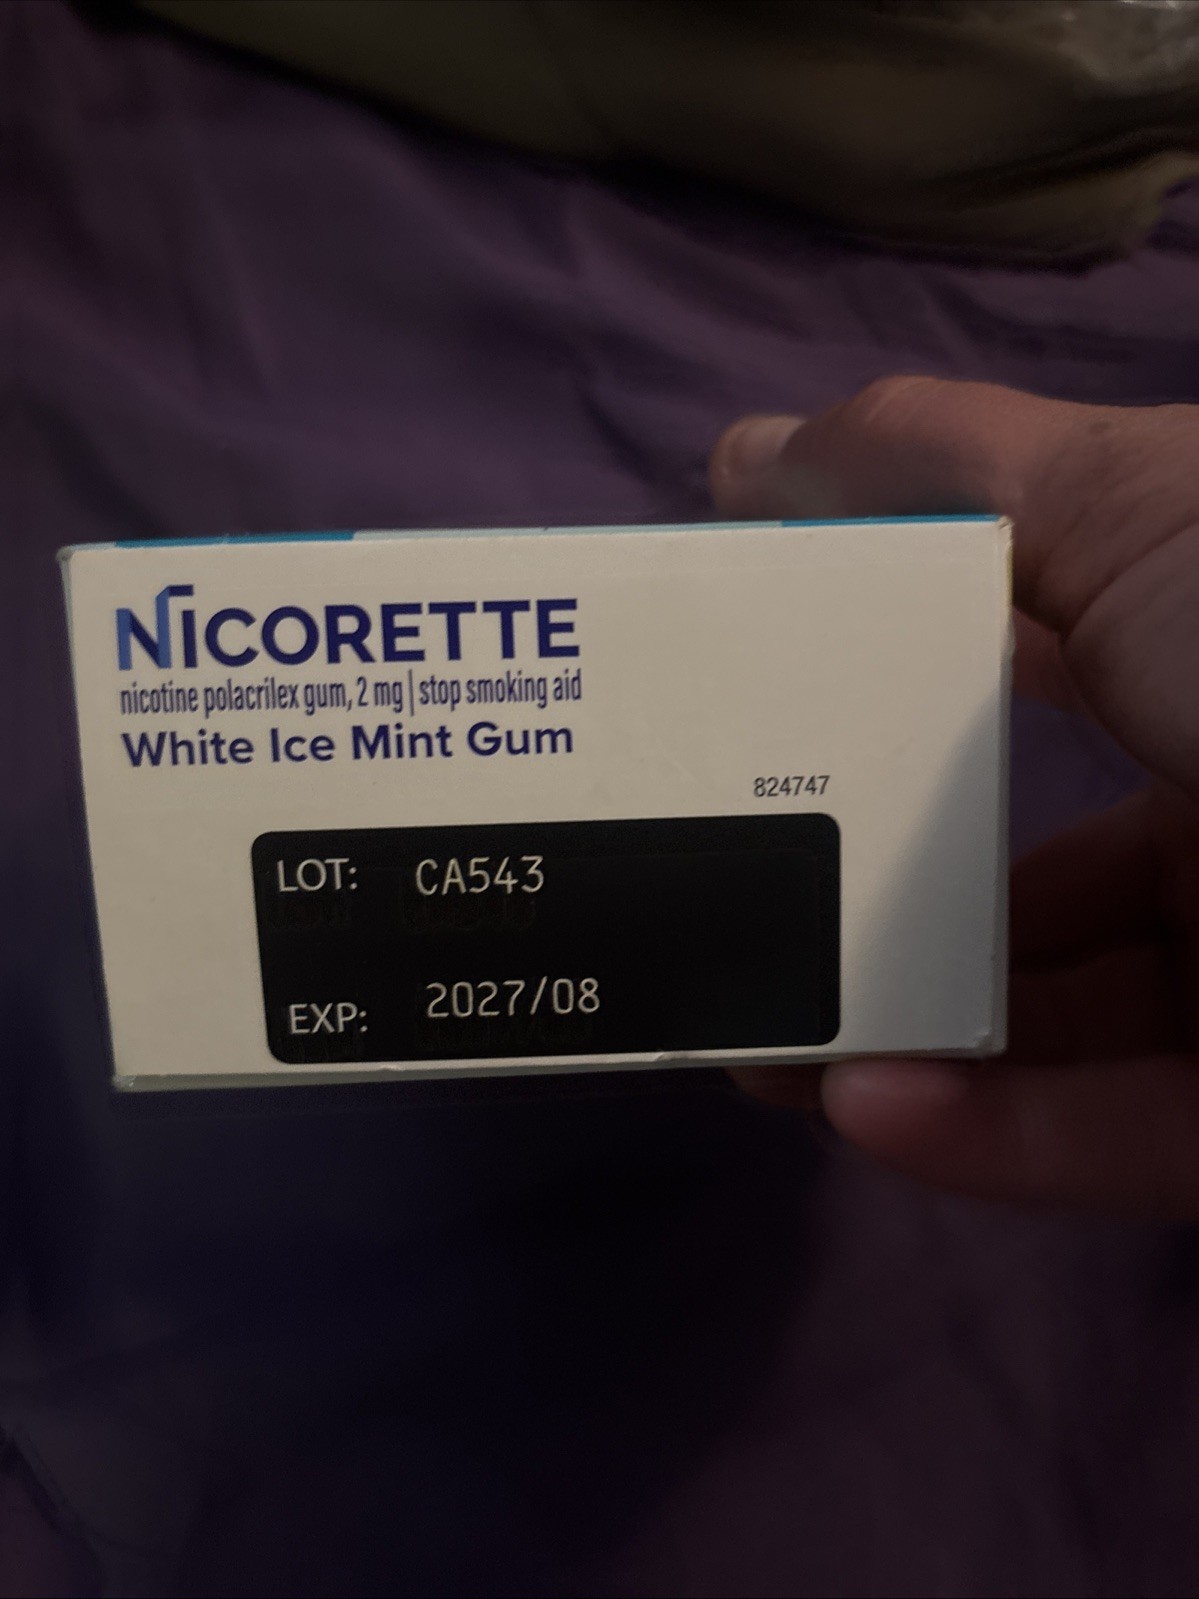 NICORETTE
nicotine polacrilex gum, 2 mg | stop smoking aid
White Ice Mint Gum
824747
LOT: CA543
EXP: 2027/08